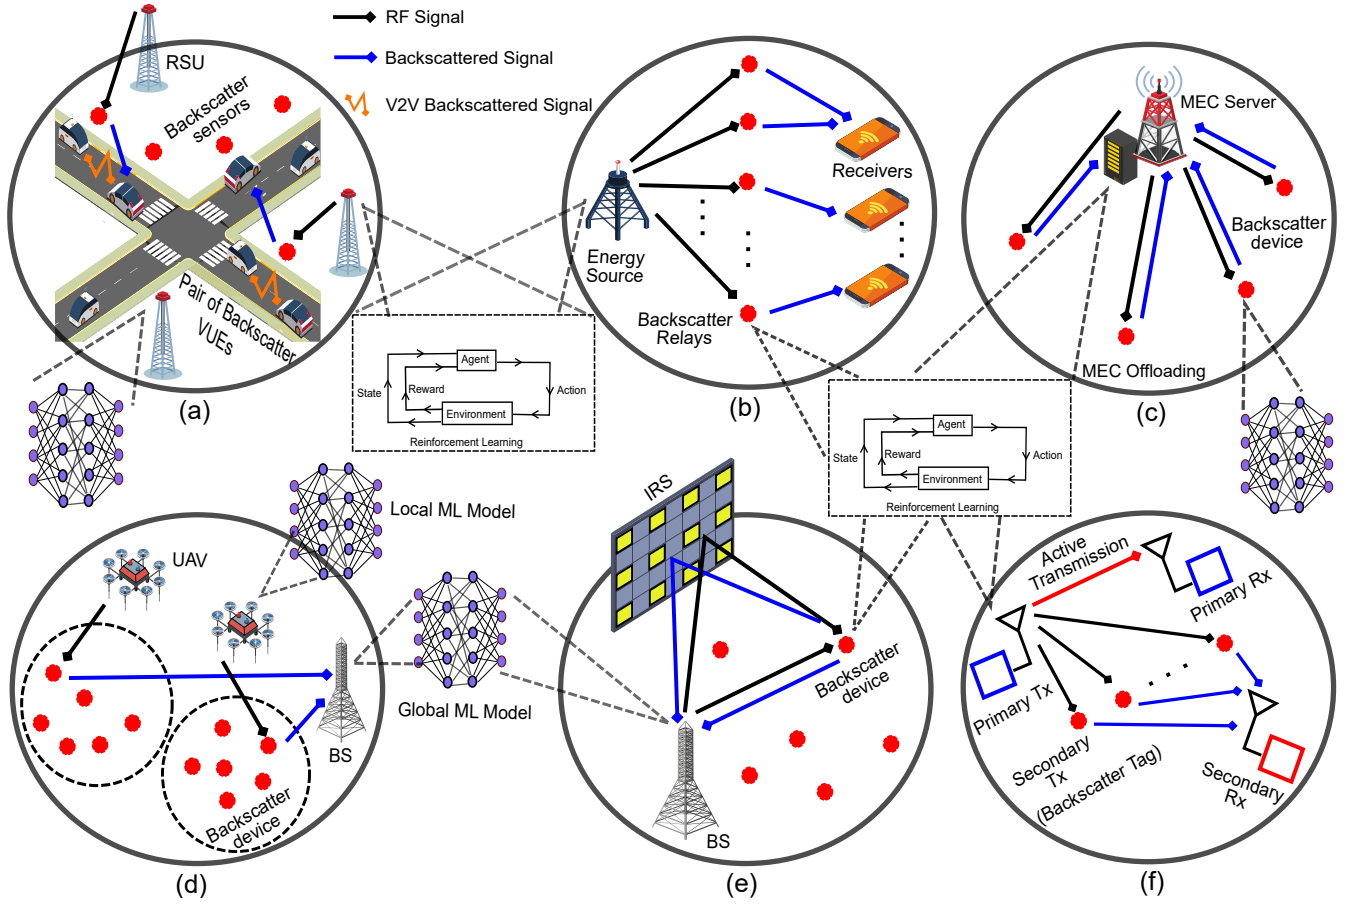 RF Signal
Backscattered Signal
V2V Backscattered Signal
RSU
Backscatter
sensors
Pair of Backscatter
VUEs
(a)
Energy
Source
Receivers
Backscatter
Relays
(b)
MEC Server
Backscatter
device
MEC Offloading
(c)
Agent
State
Reward
Action
Environment
Reinforcement Learning
Agent
State
Reward
Action
Environment
Reinforcement Learning
UAV
Local ML Model
Global ML Model
BS
Backscatter
device
(d)
IRS
Backscatter
device
BS
(e)
Active
Transmission
Primary Rx
Primary Tx
Secondary
Tx
(Backscatter Tag)
Secondary
Rx
(f)